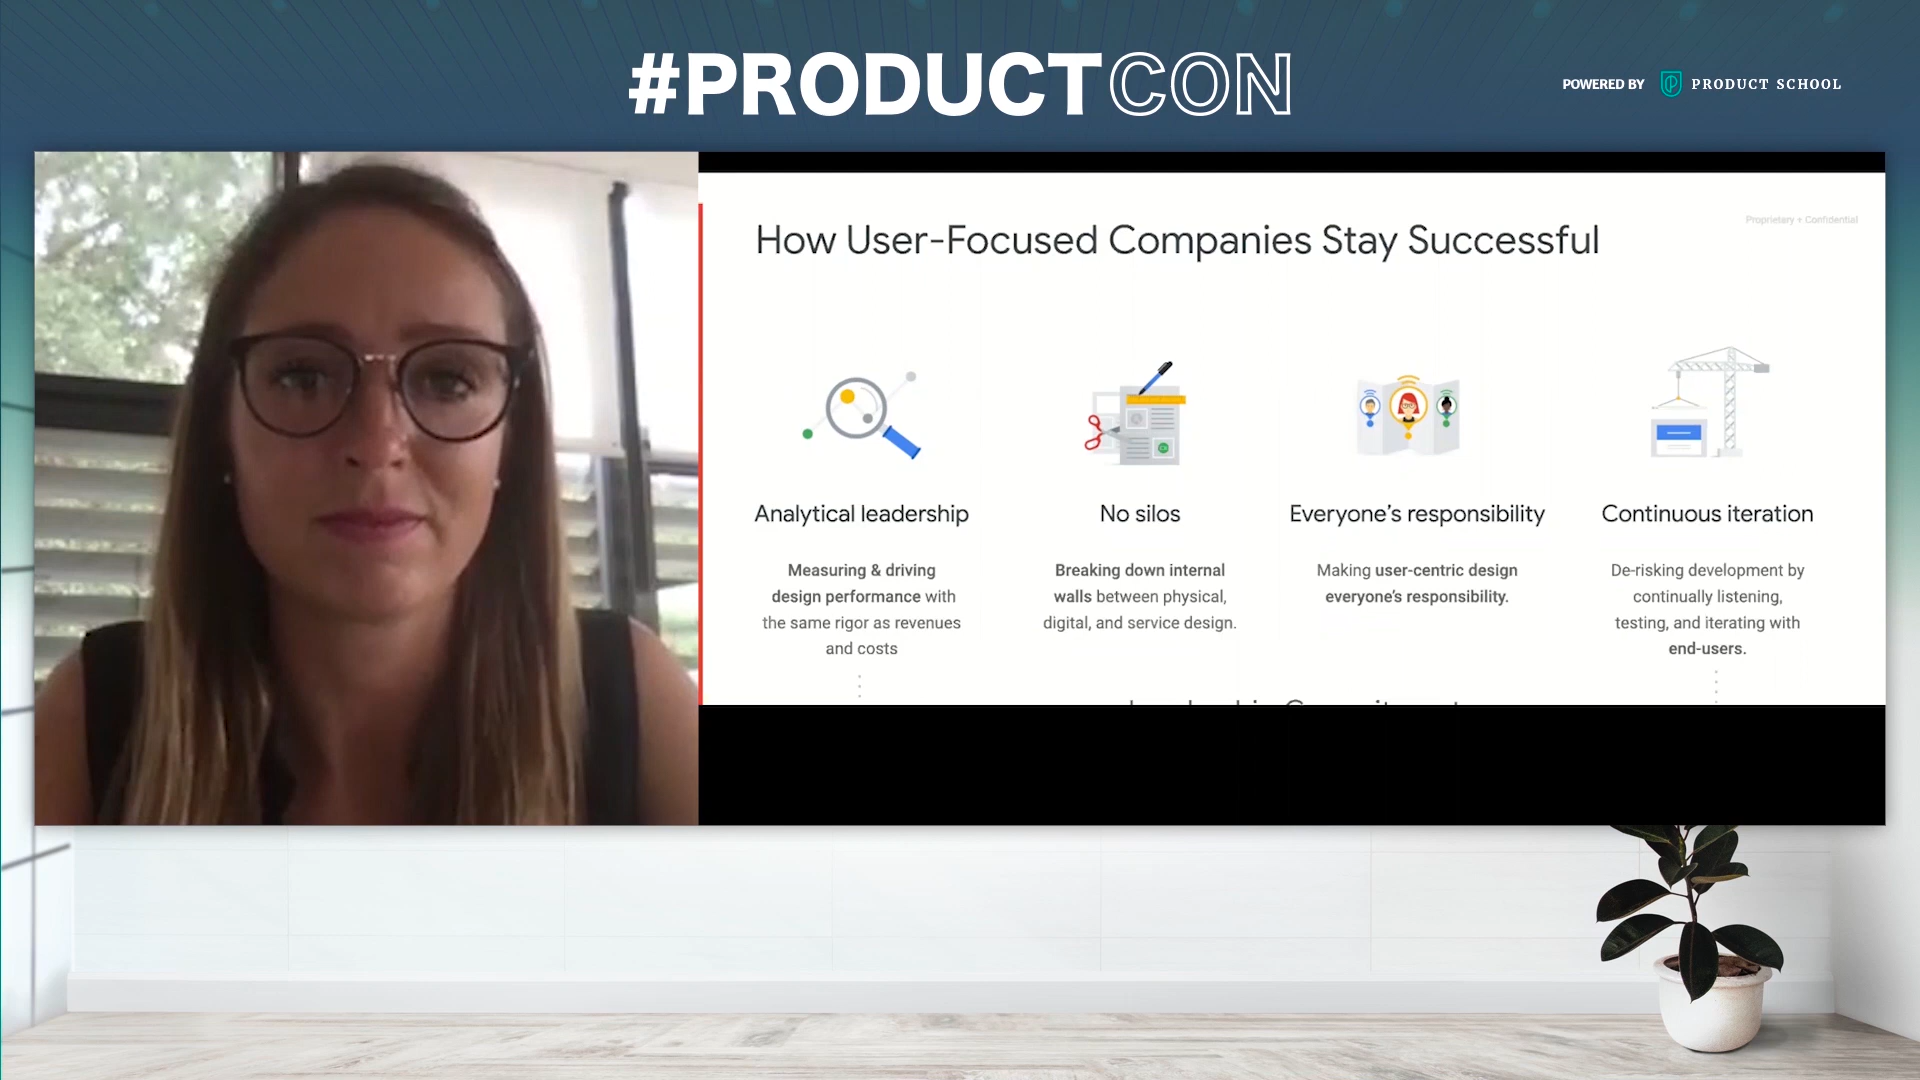 #PRODUCTCON
POWERED BY PRODUCT SCHOOL
Proprietary + Confidential
How User-Focused Companies Stay Successful
Analytical leadership
Measuring & driving
design performance with
the same rigor as revenues
and costs
No silos
Breaking down internal
walls between physical,
digital, and service design.
Everyone’s responsibility
Making user-centric design
everyone’s responsibility.
Continuous iteration
De-risking development by
continually listening,
testing, and iterating with
end-users.